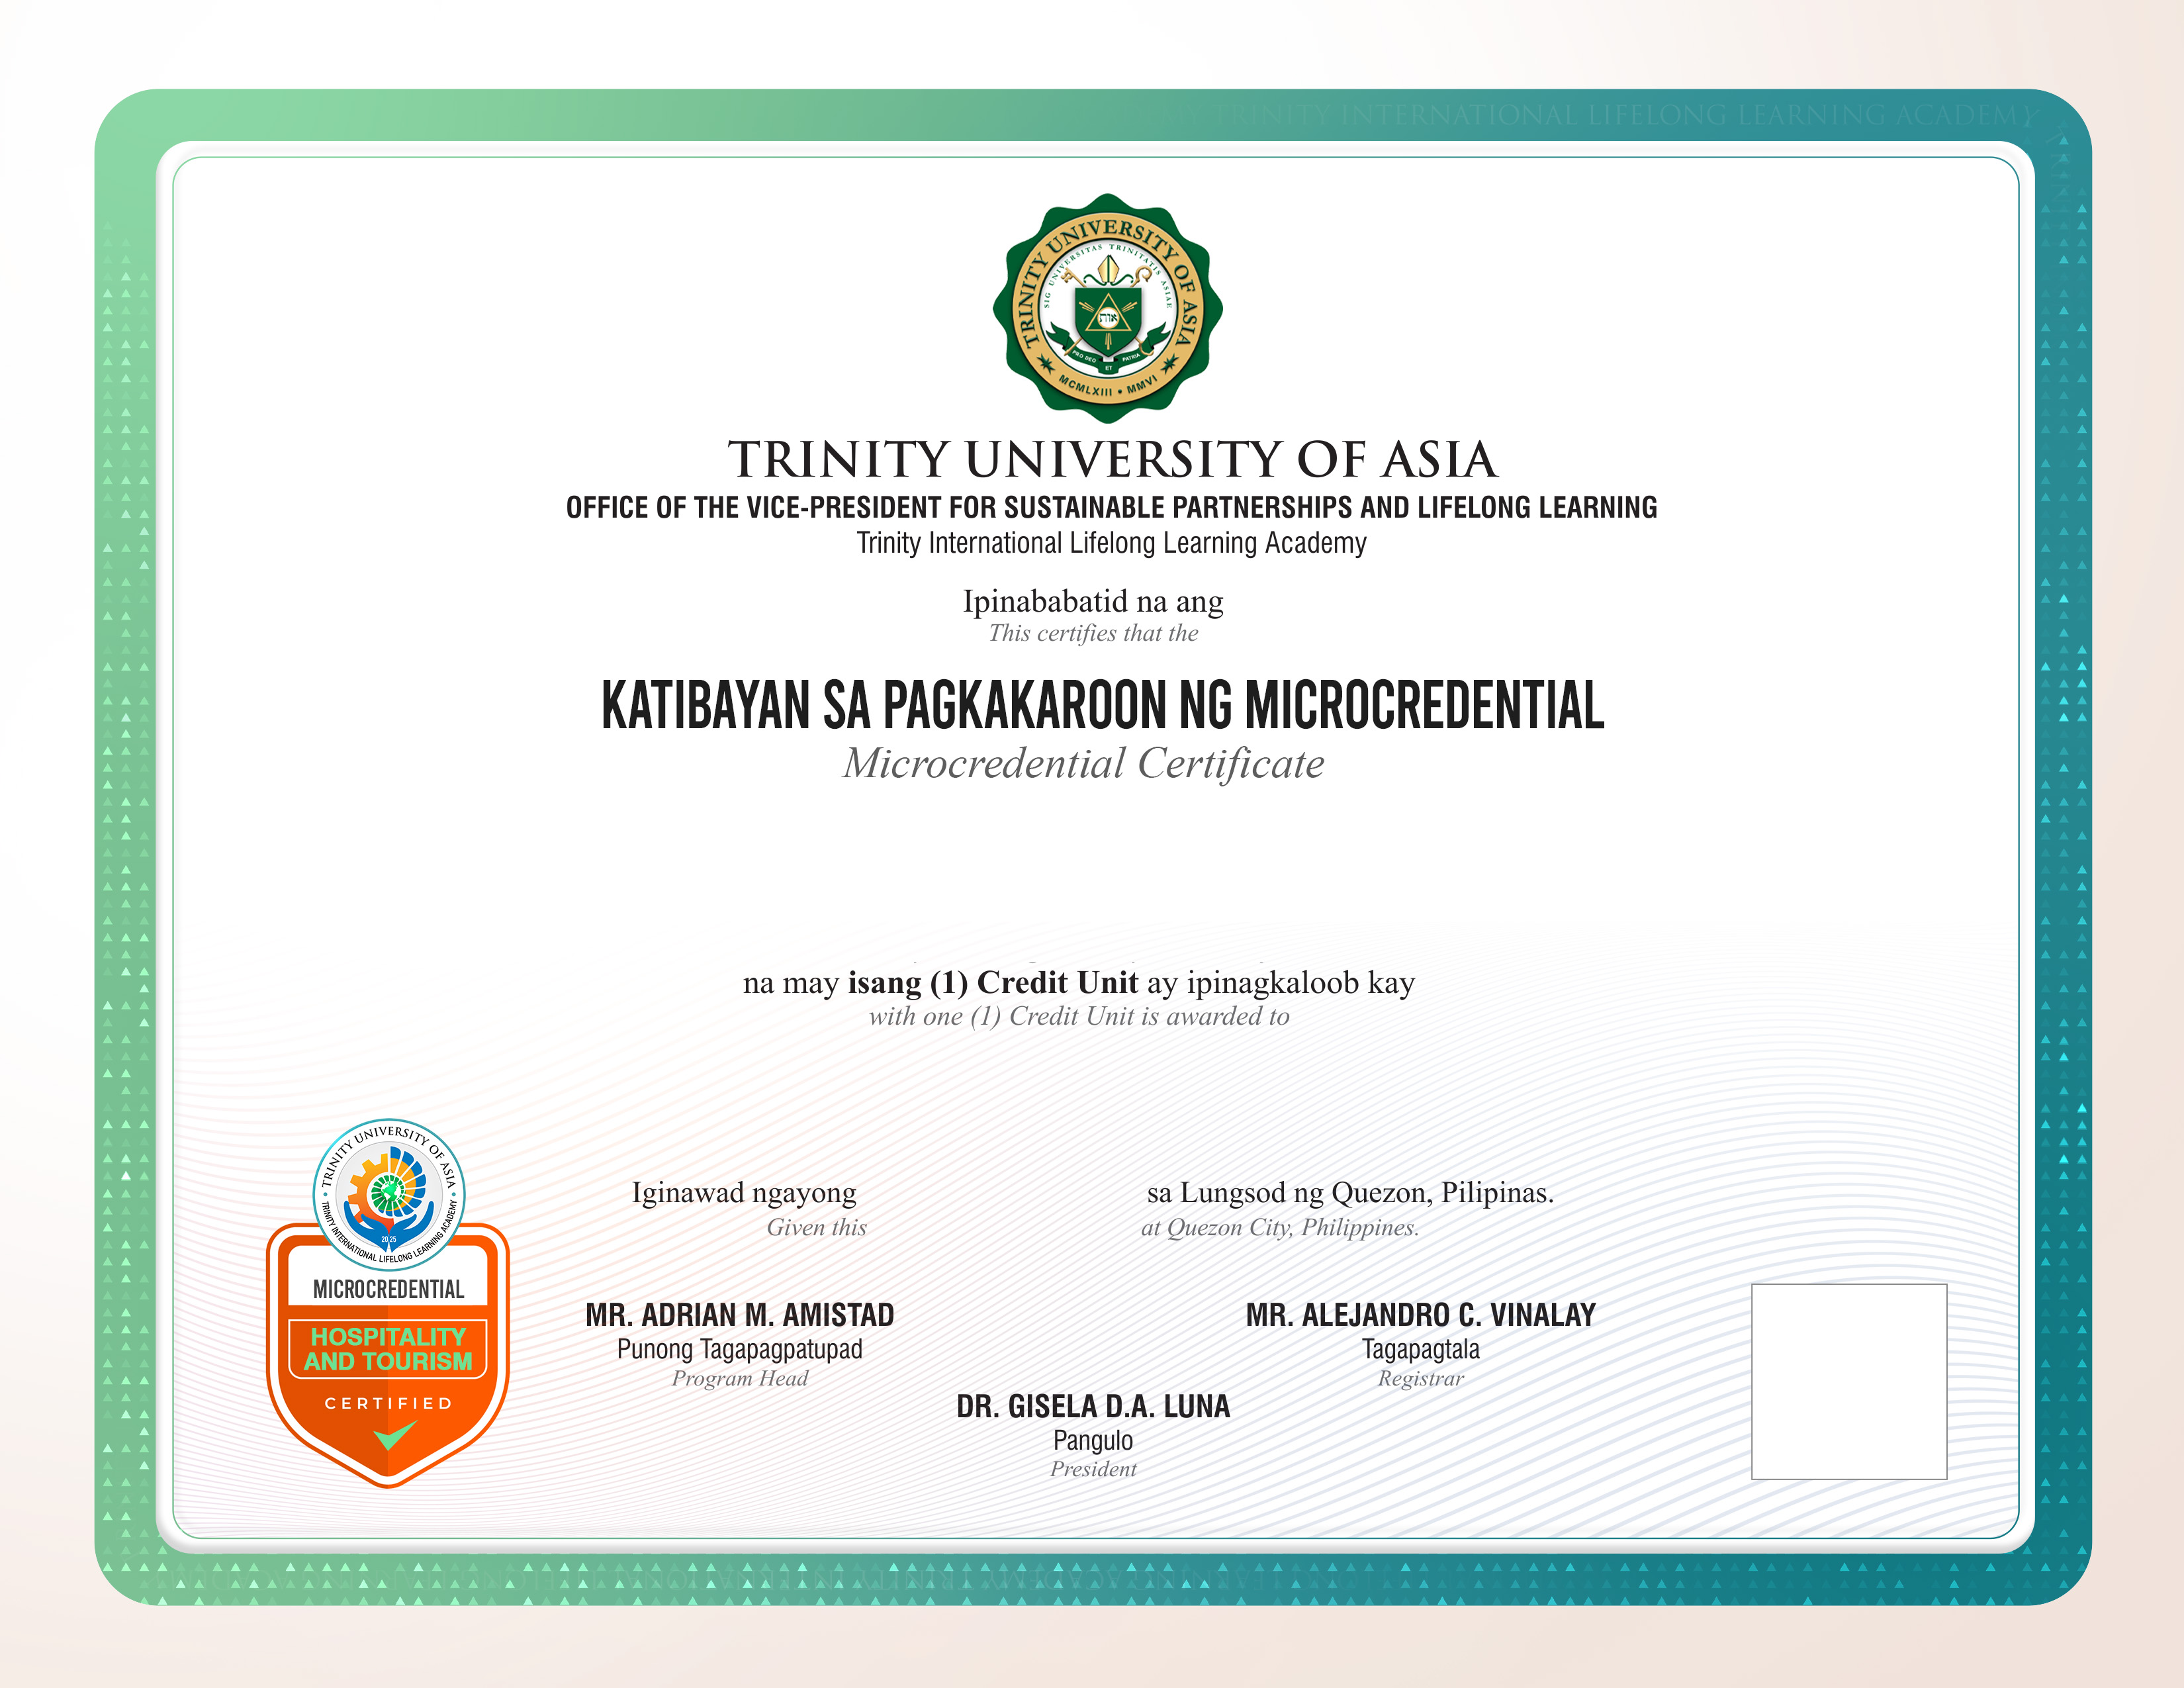 TRINITY INTERNATIONAL LIFELONG LEARNING ACADEMY
TRINITY UNIVERSITY OF ASIA
SIG UNIVERSITAS TRINITATIS ASIAE
אות
PRO DEO ET PATRIA
MCMLXIII • MMVI
TRINITY UNIVERSITY OF ASIA
OFFICE OF THE VICE-PRESIDENT FOR SUSTAINABLE PARTNERSHIPS AND LIFELONG LEARNING
Trinity International Lifelong Learning Academy
Ipinababatid na ang
This certifies that the
KATIBAYAN SA PAGKAKAROON NG MICROCREDENTIAL
Microcredential Certificate
na may isang (1) Credit Unit ay ipinagkaloob kay
with one (1) Credit Unit is awarded to
Iginawad ngayong sa Lungsod ng Quezon, Pilipinas.
Given this at Quezon City, Philippines.
TRINITY UNIVERSITY OF ASIA
TRINITY INTERNATIONAL LIFELONG LEARNING ACADEMY
2025
MICROCREDENTIAL
HOSPITALITY
AND TOURISM
CERTIFIED
MR. ADRIAN M. AMISTAD
Punong Tagapagpatupad
Program Head
MR. ALEJANDRO C. VINALAY
Tagapagtala
Registrar
DR. GISELA D.A. LUNA
Pangulo
President